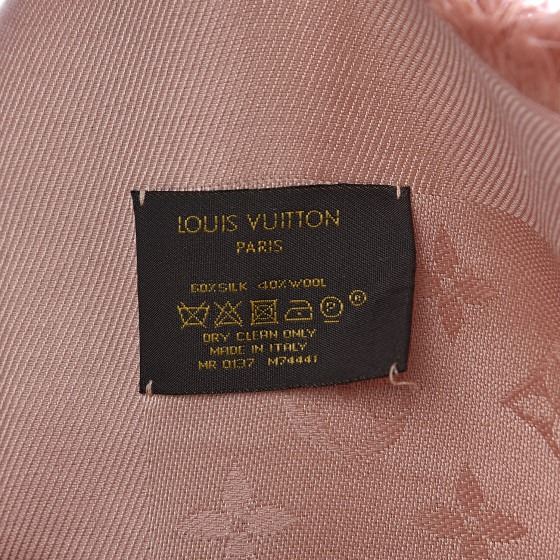 LOUIS VUITTON
PARIS
60%SILK 40%WOOL
P ®
DRY CLEAN ONLY
MADE IN ITALY
MR 0137 M74441